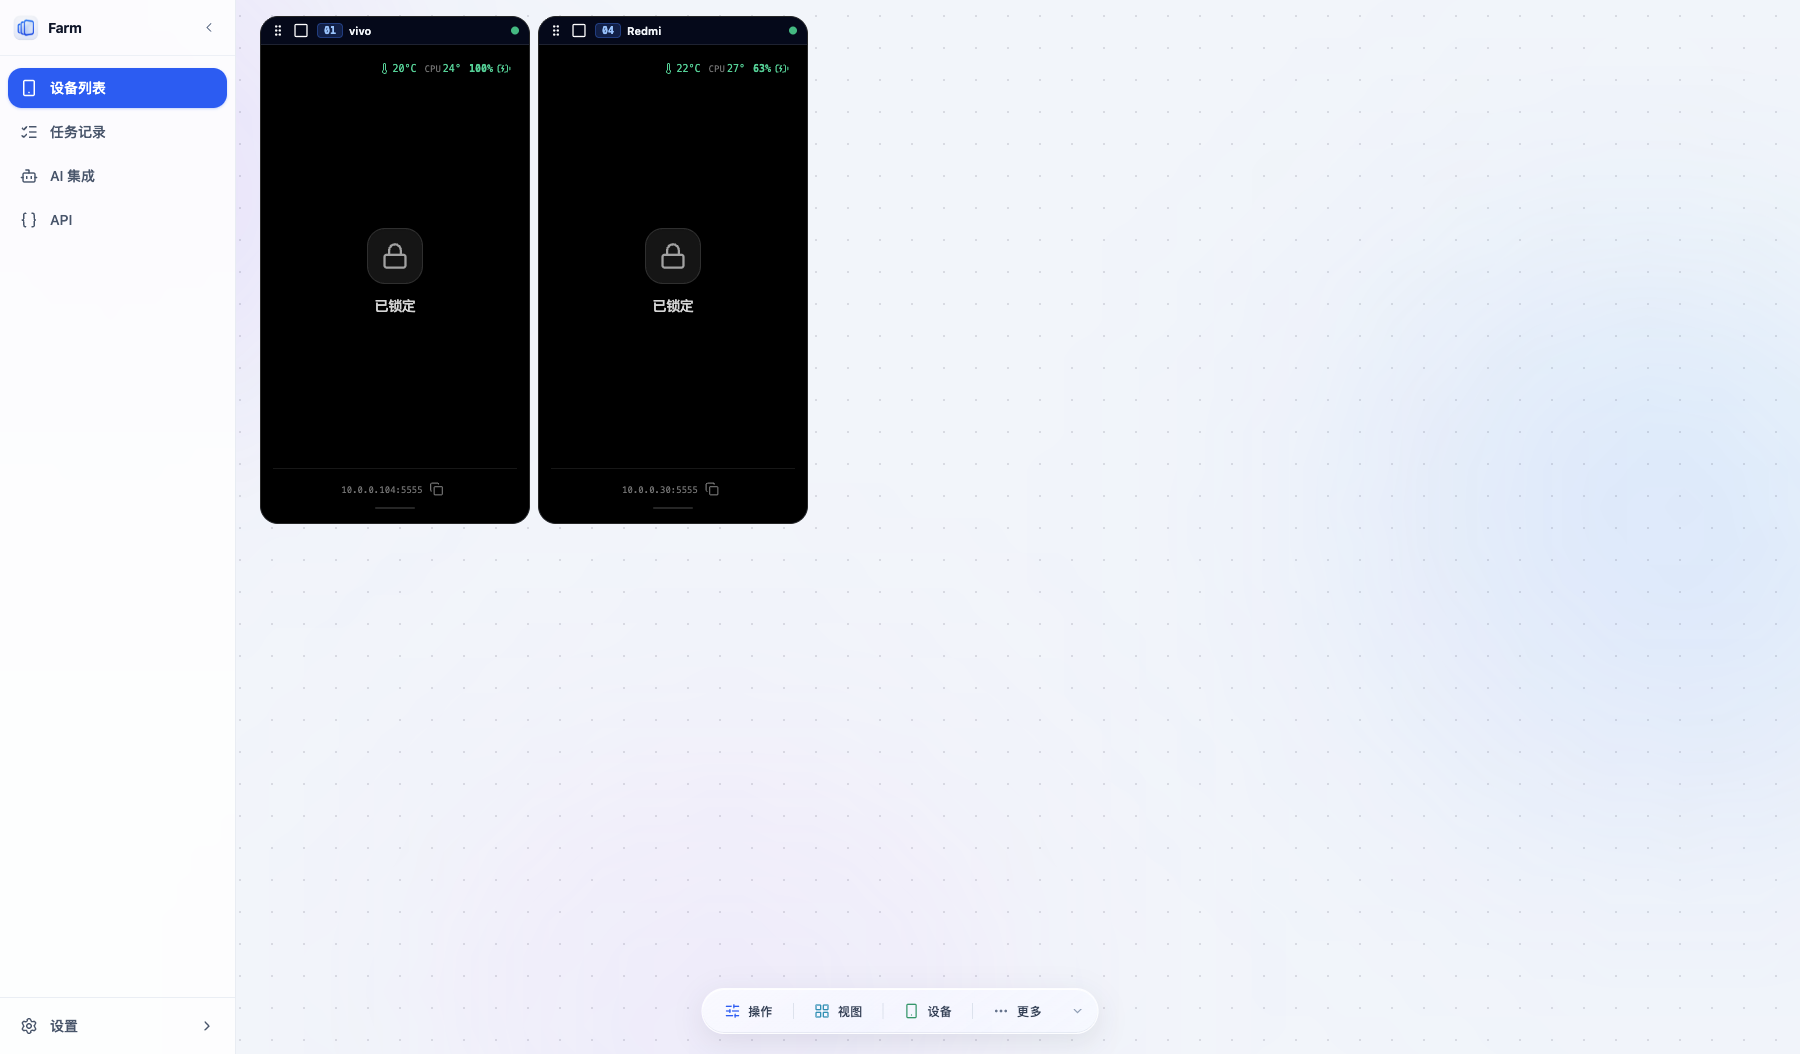 Farm
设备列表
任务记录
AI 集成
API
设置
01 vivo
20°C CPU 24° 100%
已锁定
10.0.0.104:5555
04 Redmi
22°C CPU 27° 63%
已锁定
10.0.0.30:5555
操作 视图 设备 更多